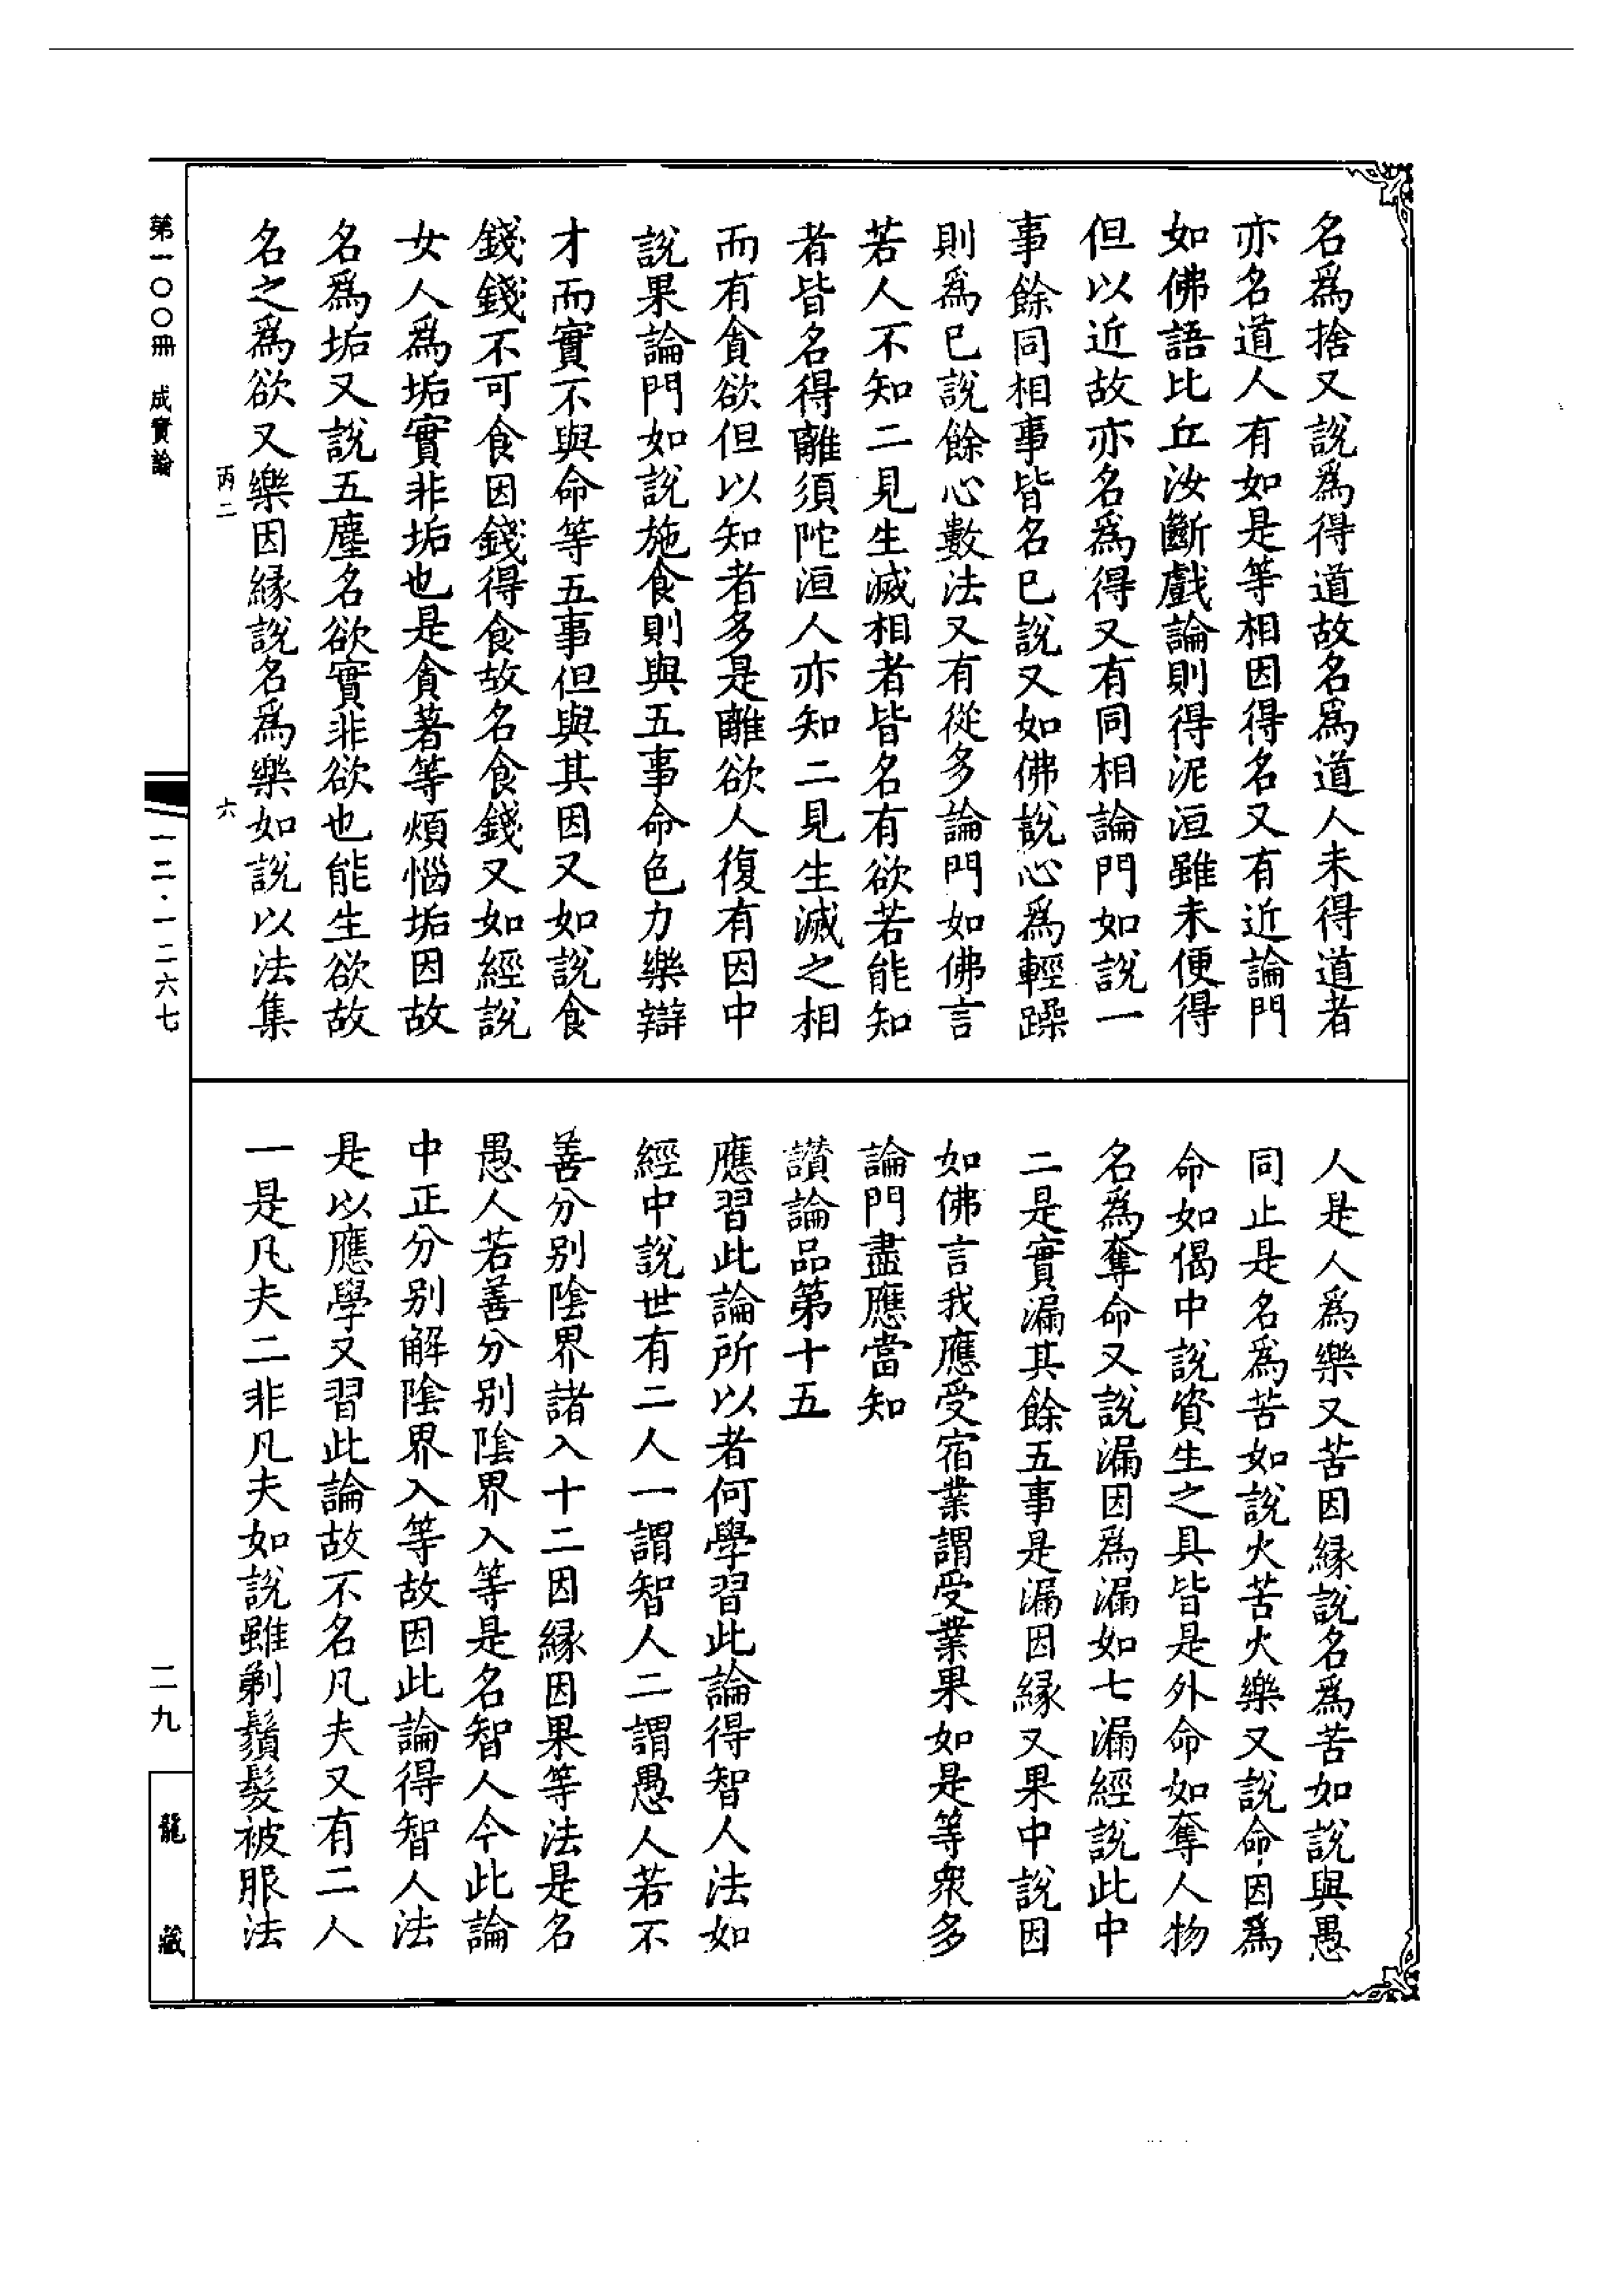 名爲捨又說爲得道故名爲道人未得道者
亦名道人有如是等相因得名又有近論門
如佛語比丘汝斷戲論則得泥洹雖未便得
但以近故亦名爲得又有同相論門如說一
事餘同相事皆名已說又如佛說心爲輕躁
則爲已說餘心數法又有從多論門如佛言
若人不知二見生滅相者皆名有欲若能知
者皆名得離須陀洹人亦知二見生滅之相
而有貪欲但以知者多是離欲人復有因中
說果論門如說施食則與五事命色力樂辯
才而實不與命等五事但與其因又如說食
錢錢不可食因錢得食故名食錢又如經說
女人爲垢實非垢也是貪著等煩惱垢因故
名爲垢又說五塵名欲實非欲也能生欲故
名之爲欲又樂因緣說名爲樂如說以法集
丙二 六
人是人爲樂又苦因緣說名爲苦如說與愚
同止是名爲苦如說火苦火樂又說命因爲
命如偈中說資生之具皆是外命如奪人物
名爲奪命又說漏因爲漏如七漏經說此中
二是實漏其餘五事是漏因緣又果中說因
如佛言我應受宿業謂受業果如是等衆多
論門盡應當知
讃論品第十五
應習此論所以者何學習此論得智人法如
經中說世有二人一謂智人二謂愚人若不
善分别陰界諸入十二因緣因果等法是名
愚人若善分别陰界入等是名智人今此論
中正分别解陰界入等故因此論得智人法
是以應學又習此論故不名凡夫又有二人
一是凡夫二非凡夫如說雖剃鬚髮被服法
第一〇〇冊 成實論
一二·一二六七
二九
龍藏